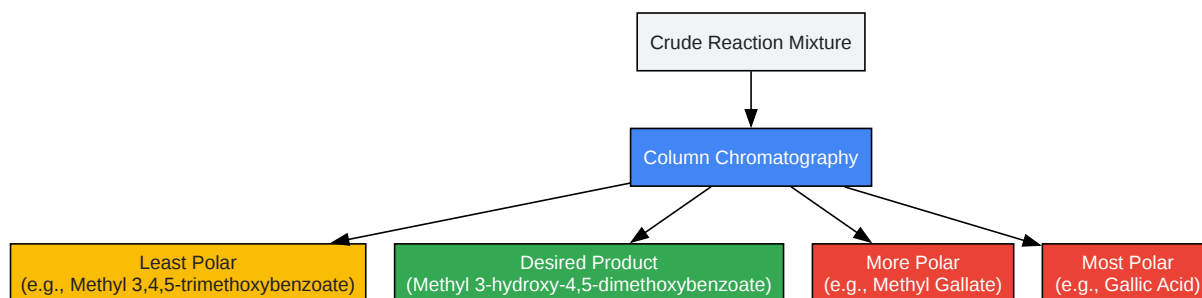 Crude Reaction Mixture
Column Chromatography
Least Polar
(e.g., Methyl 3,4,5-trimethoxybenzoate)
Desired Product
(Methyl 3-hydroxy-4,5-dimethoxybenzoate)
More Polar
(e.g., Methyl Gallate)
Most Polar
(e.g., Gallic Acid)